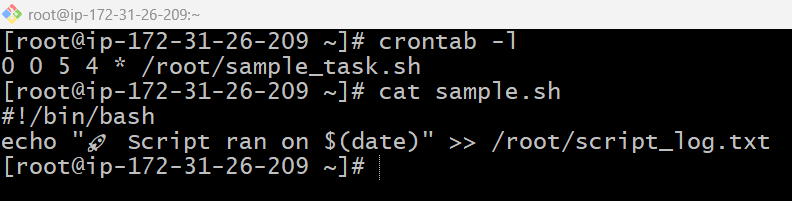 root@ip-172-31-26-209:~
[root@ip-172-31-26-209 ~]# crontab -l
0 0 5 4 * /root/sample_task.sh
[root@ip-172-31-26-209 ~]# cat sample.sh
#!/bin/bash
echo "🚀 Script ran on $(date)" >> /root/script_log.txt
[root@ip-172-31-26-209 ~]#